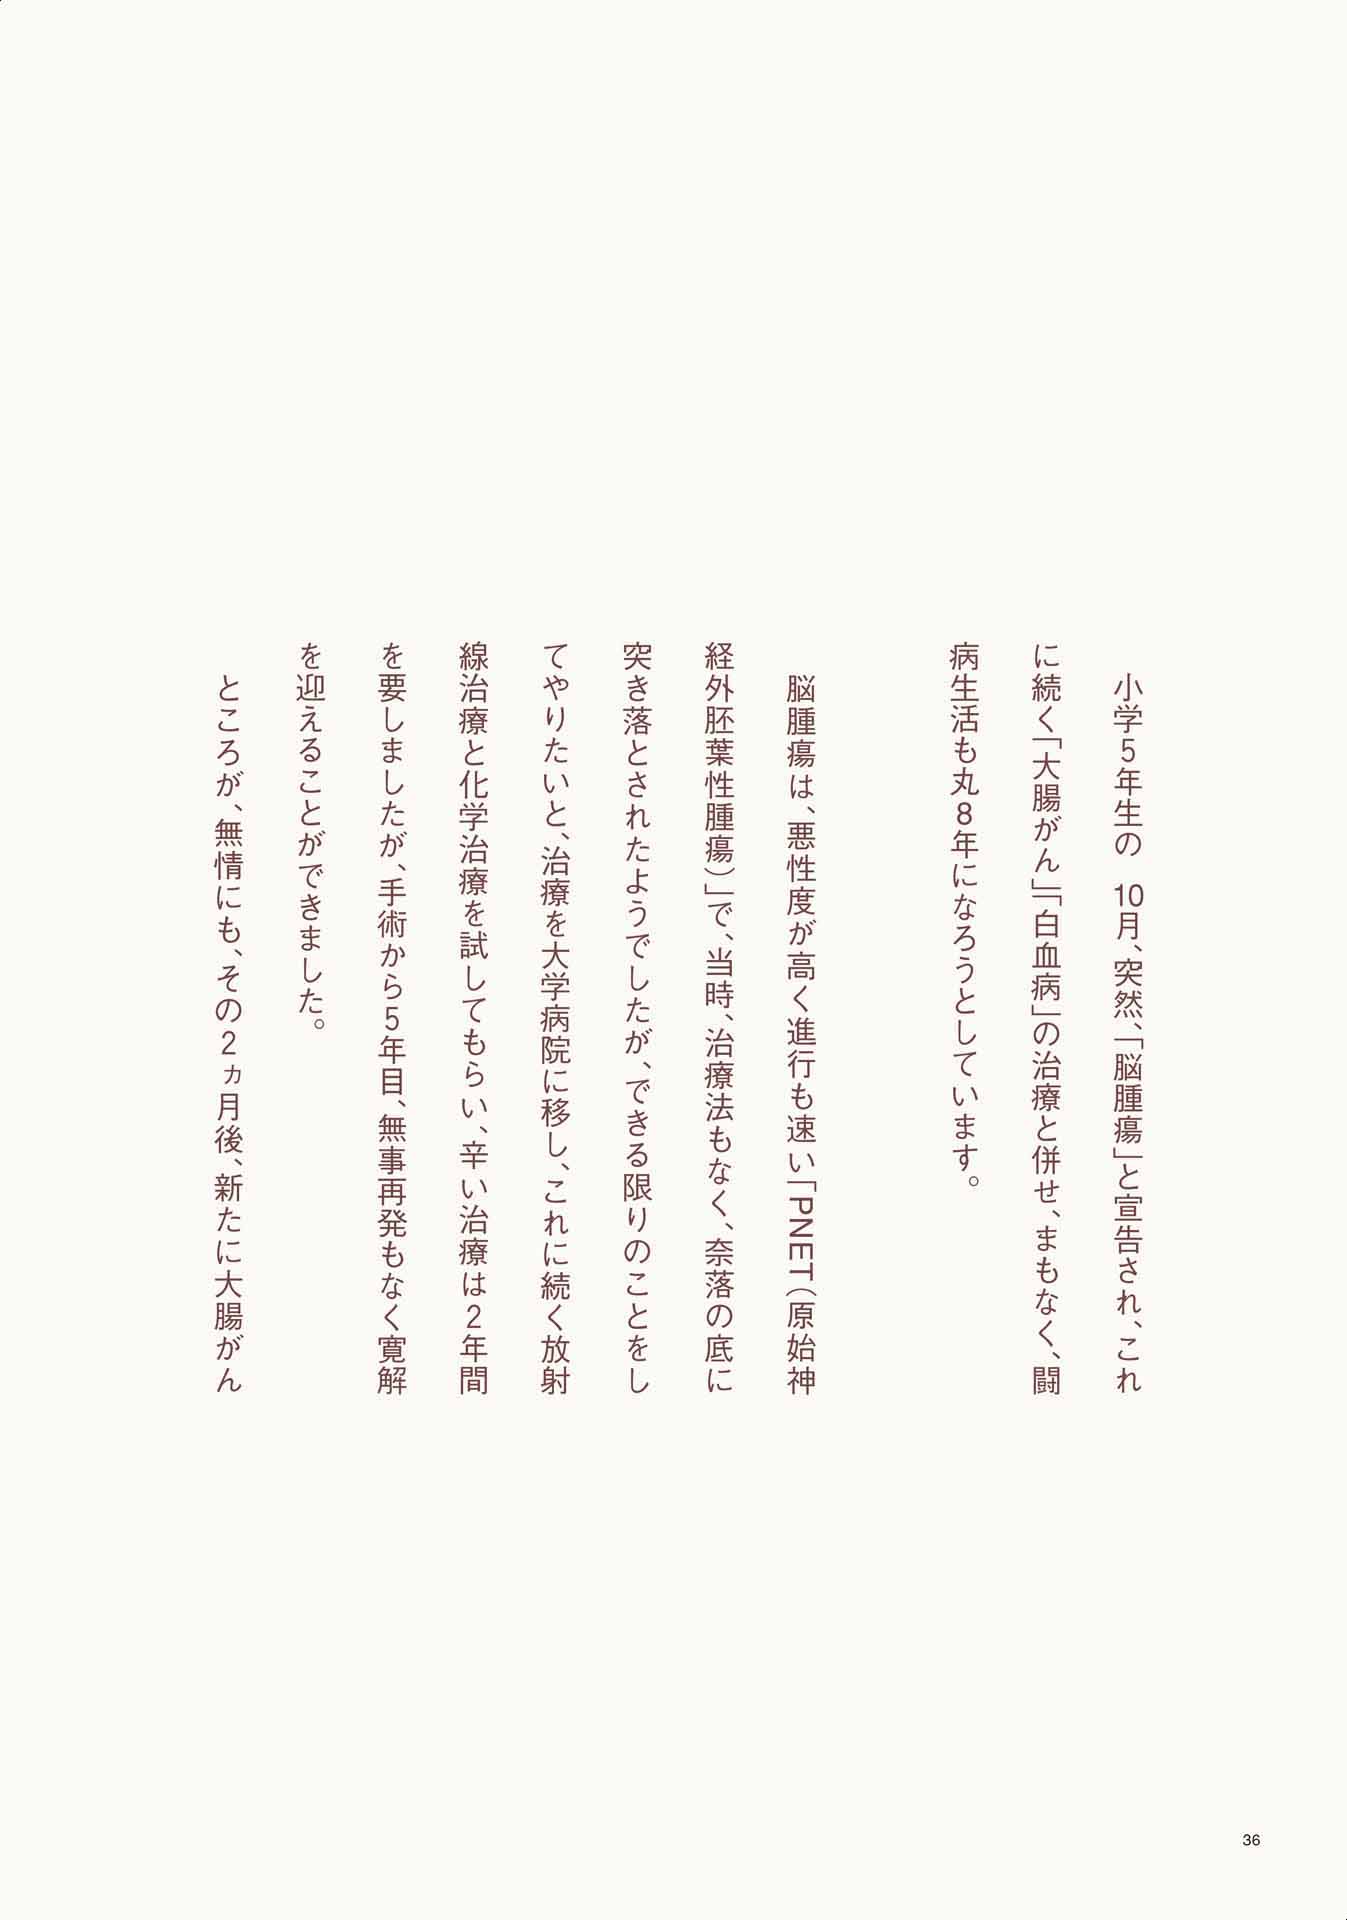 小学5年生の 10月、突然、「脳腫瘍」と宣告され、これ
に続く「大腸がん」「白血病」の治療と併せ、まもなく、闘
病生活も丸8年になろうとしています。
脳腫瘍は、悪性度が高く進行も速い「PNET(原始神
経外胚葉性腫瘍)」で、当時、治療法もなく、奈落の底に
突き落とされたようでしたが、できる限りのことをし
てやりたいと、治療を大学病院に移し、これに続く放射
線治療と化学治療を試してもらい、辛い治療は2年間
を要しましたが、手術から5年目、無事再発もなく寛解
を迎えることができました。
ところが、無情にも、その2ヵ月後、新たに大腸がん
36